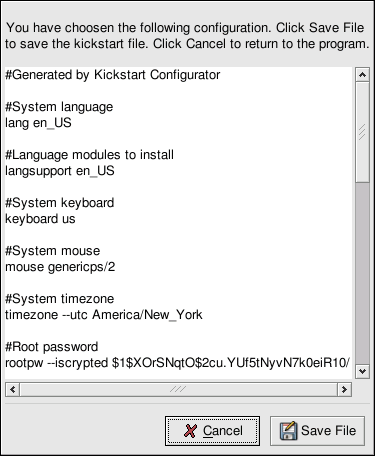 You have choosen the following configuration. Click Save File
to save the kickstart file. Click Cancel to return to the program.
#Generated by Kickstart Configurator
#System language
lang en_US
#Language modules to install
langsupport en_US
#System keyboard
keyboard us
#System mouse
mouse genericps/2
#System timezone
timezone --utc America/New_York
#Root password
rootpw --iscrypted $1$XOrSNqtO$2cu.YUf5tNyvN7k0eiR10/
Cancel
Save File